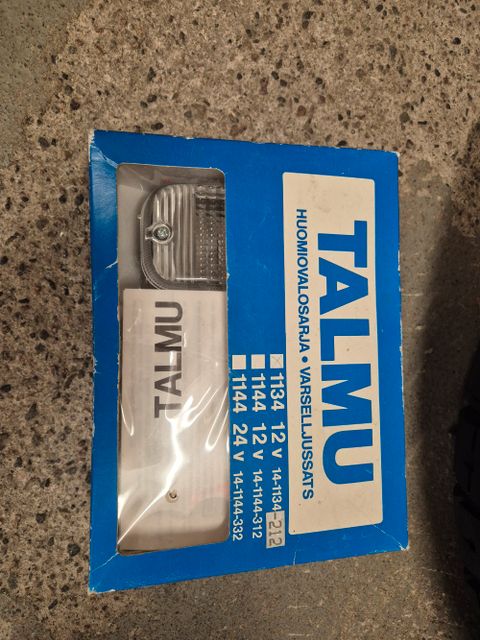 TALMU
HUOMIOVALOSARJA • VARSELLJUSSATS
1134 12 V 14-1134-212
1144 12 V 14-1144-312
1144 24 V 14-1144-332
TALMU